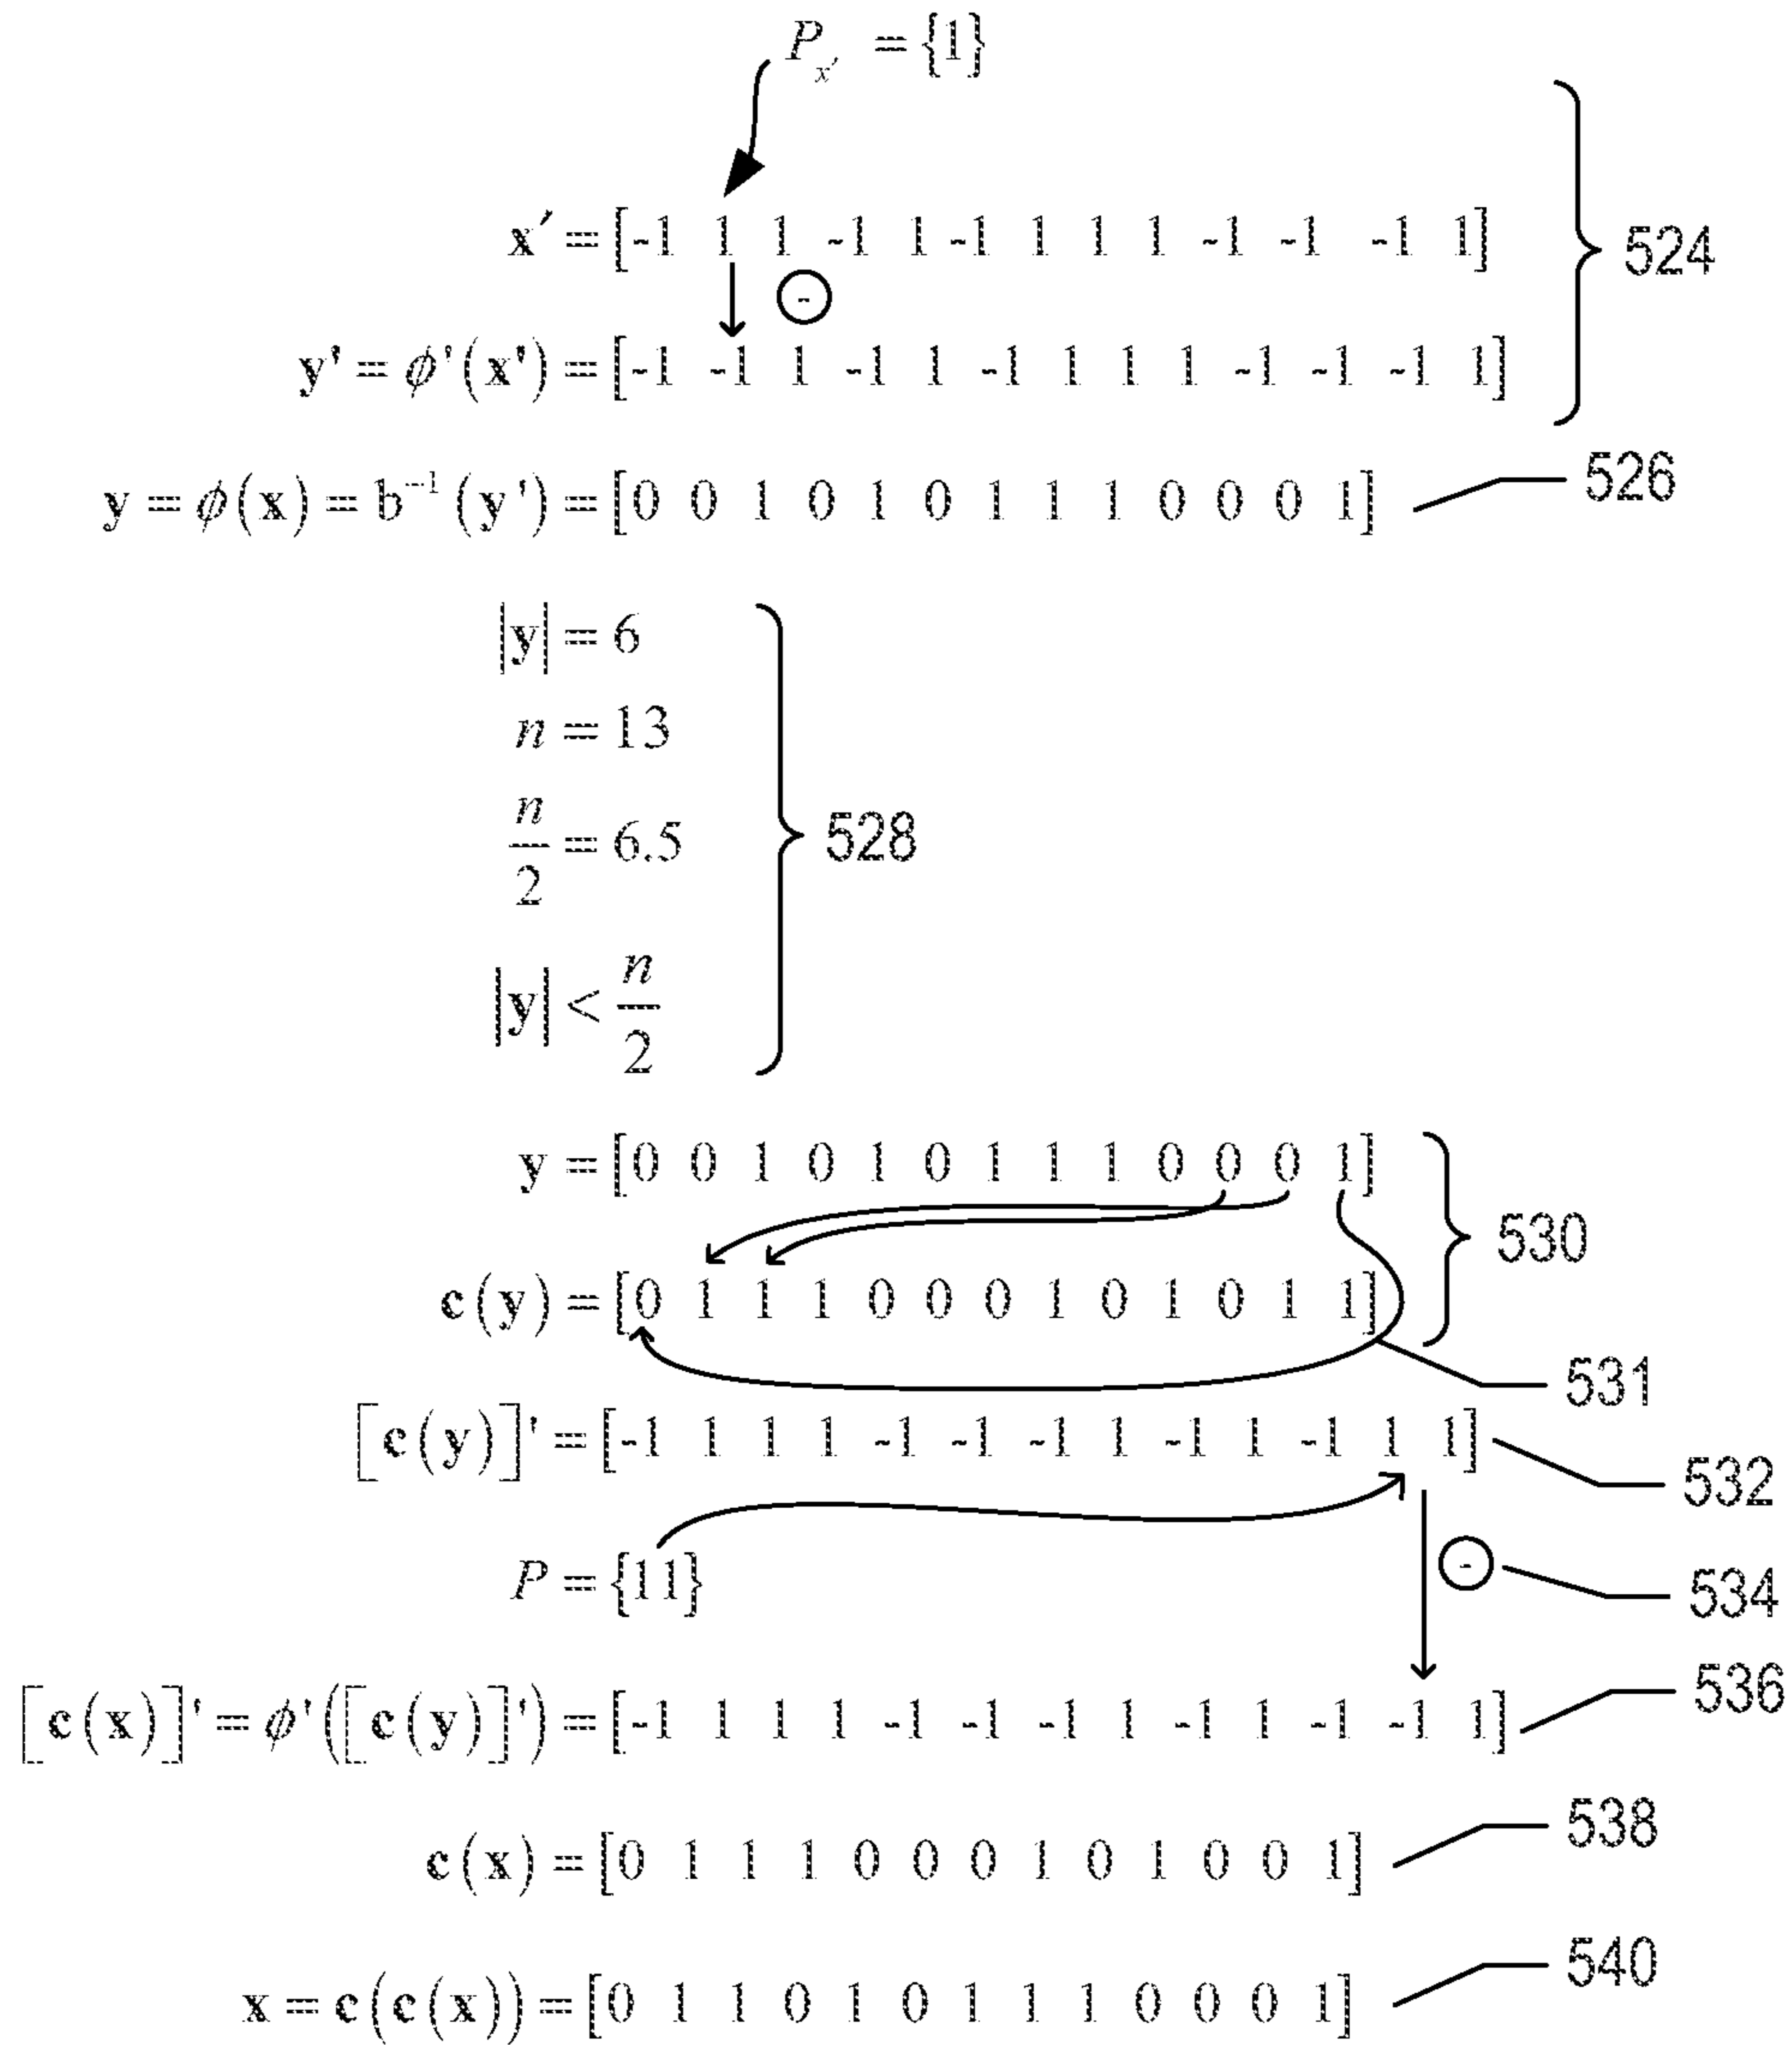 P_{x'} = {1}
x' = [-1 1 1 -1 1 -1 1 1 1 -1 -1 -1 1]
524
-
y' = ϕ'(x') = [-1 -1 1 -1 1 -1 1 1 1 -1 -1 -1 1]
y = ϕ(x) = b⁻¹(y') = [0 0 1 0 1 0 1 1 1 0 0 0 1]
526
|y| = 6
n = 13
n/2 = 6.5
528
|y| < n/2
y = [0 0 1 0 1 0 1 1 1 0 0 0 1]
530
c(y) = [0 1 1 1 0 0 0 1 0 1 0 1 1]
531
[c(y)]' = [-1 1 1 1 -1 -1 -1 1 -1 1 -1 1 1]
532
P = {11}
-
534
[c(x)]' = ϕ'([c(y)]') = [-1 1 1 1 -1 -1 -1 1 -1 1 -1 -1 1]
536
c(x) = [0 1 1 1 0 0 0 1 0 1 0 0 1]
538
x = c(c(x)) = [0 1 1 0 1 0 1 1 1 0 0 0 1]
540